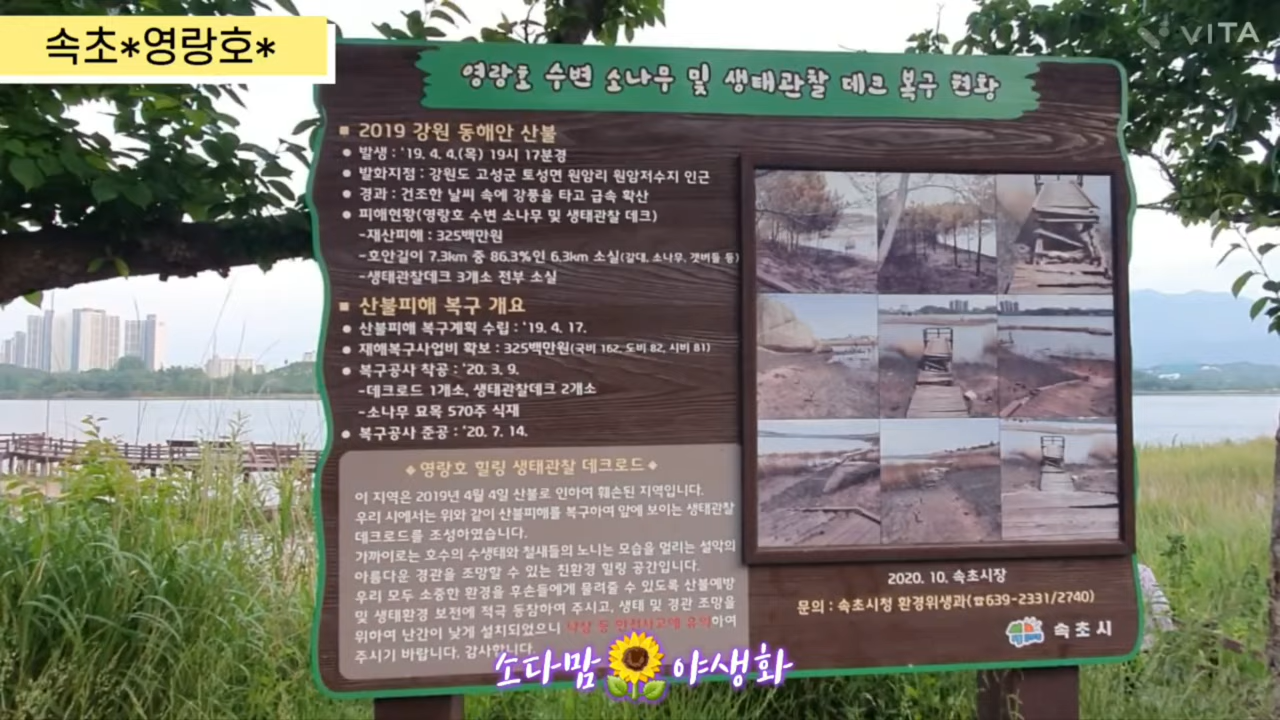 속초*영랑호*
VITA
영랑호 수변 소나무 및 생태관찰 데크 복구 현황
■ 2019 강원 동해안 산불
● 발생 : '19. 4. 4.(목) 19시 17분경
● 발화지점 : 강원도 고성군 토성면 원암리 원암저수지 인근
● 경과 : 건조한 날씨 속에 강풍을 타고 급속 확산
● 피해현황(영랑호 수변 소나무 및 생태관찰 데크)
-재산피해 : 325백만원
-호안길이 7.3km 중 86.3%인 6.3km 소실(갈대, 소나무, 갯버들 등)
-생태관찰데크 3개소 전부 소실
■ 산불피해 복구 개요
● 산불피해 복구계획 수립 : '19. 4. 17.
● 재해복구사업비 확보 : 325백만원(국비 162, 도비 82, 시비 81)
● 복구공사 착공 : '20. 3. 9.
-데크로드 1개소, 생태관찰데크 2개소
-소나무 묘목 570주 식재
● 복구공사 준공 : '20. 7. 14.
◆영랑호 힐링 생태관찰 데크로드◆
이 지역은 2019년 4월 4일 산불로 인하여 훼손된 지역입니다.
우리 시에서는 위와 같이 산불피해를 복구하여 앞에 보이는 생태관찰
데크로드를 조성하였습니다.
가까이로는 호수의 수생태와 철새들의 노니는 모습을 멀리는 설악의
아름다운 경관을 조망할 수 있는 친환경 힐링 공간입니다.
우리 모두 소중한 환경을 후손들에게 물려줄 수 있도록 산불예방
및 생태환경 보전에 적극 동참하여 주시고, 생태 및 경관 조망을
위하여 난간이 낮게 설치되었으니 낙상 등 안전사고에 유의하여
주시기 바랍니다. 감사합니다.
2020. 10. 속초시장
문의 : 속초시청 환경위생과(☎639-2331/2740)
속초시
소다맘 야생화